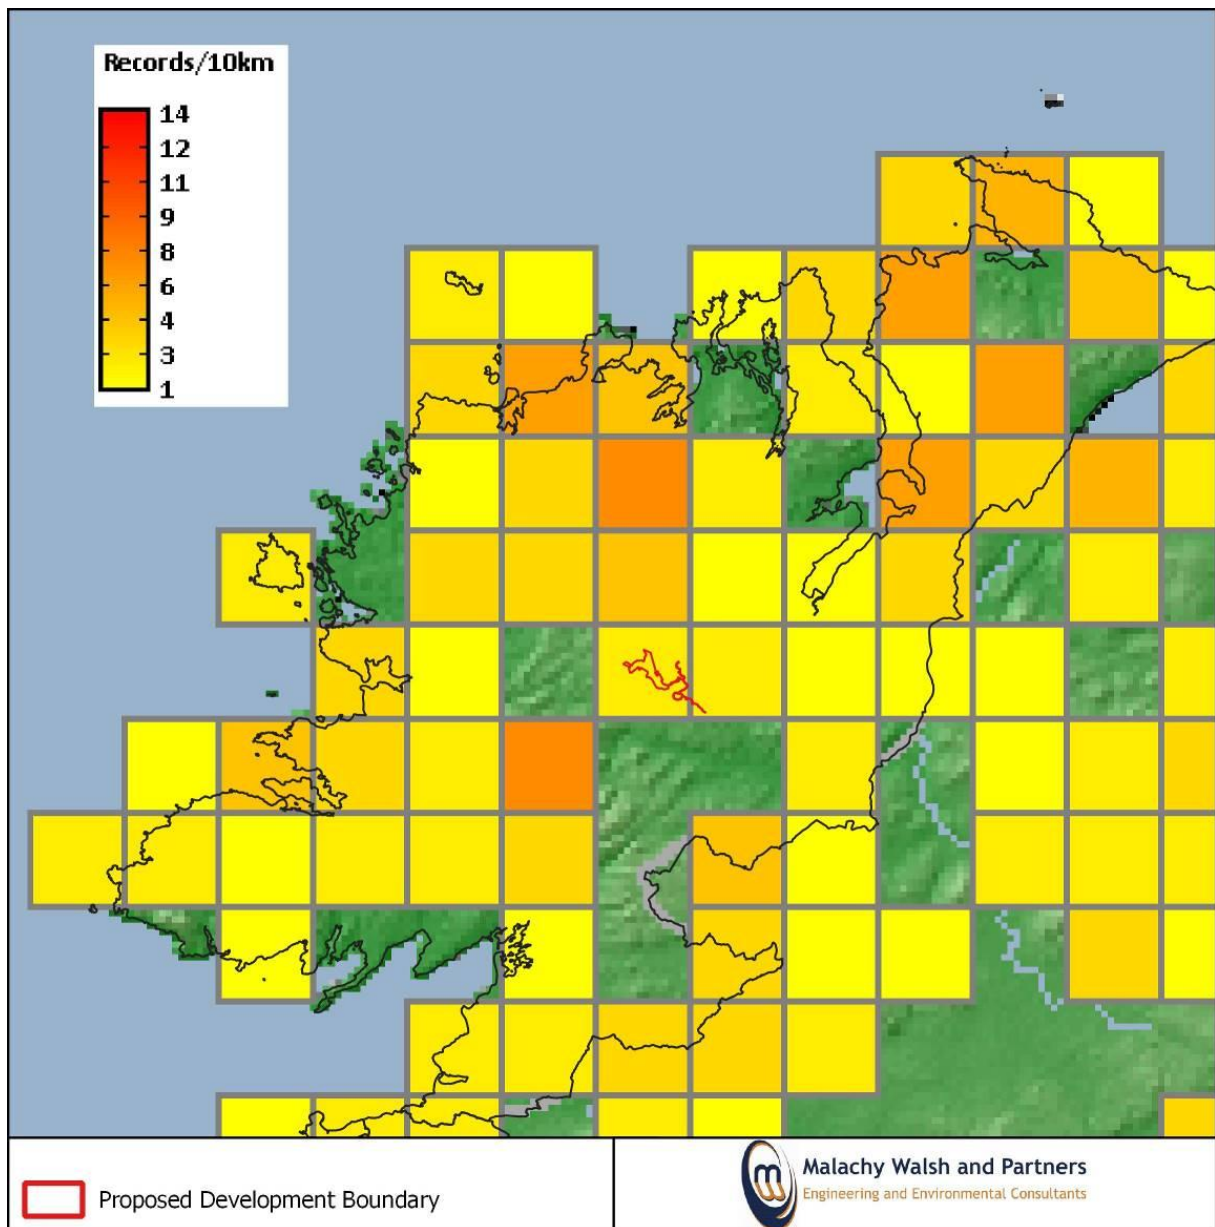 Records/10km
14
12
11
9
8
6
4
3
1
Proposed Development Boundary
Malachy Walsh and Partners
Engineering and Environmental Consultants